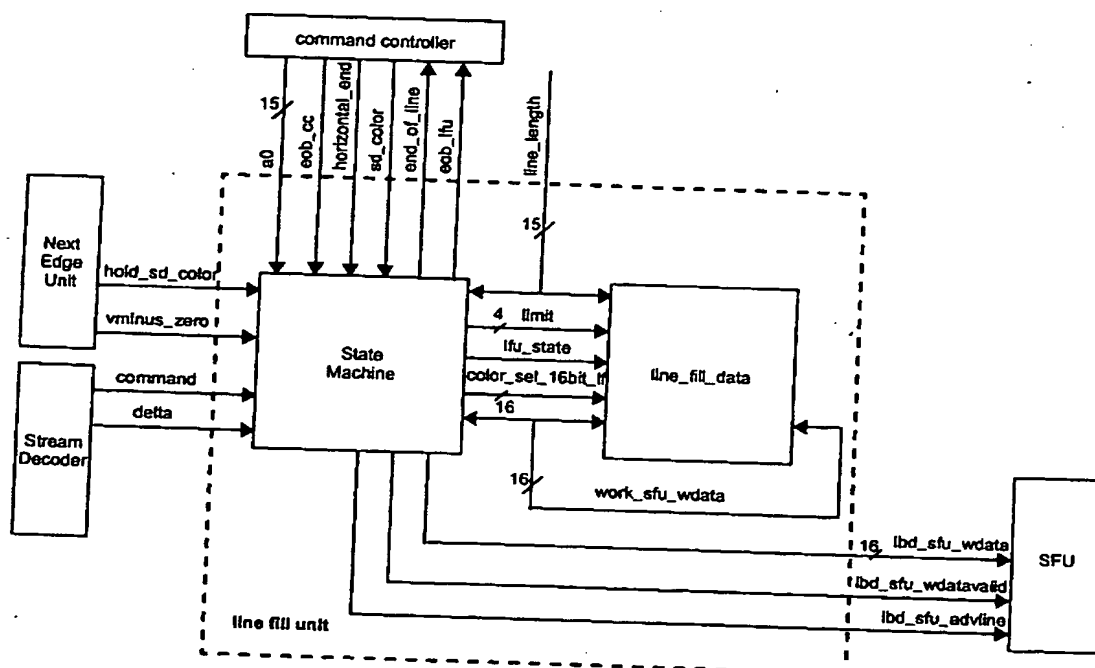 command controller
15
a0
eob_cc
horizontal_end
sd_color
end_of_line
eob_lfu
line_length
15
Next
Edge
Unit
hold_sd_color
vminus_zero
Stream
Decoder
command
delta
State
Machine
4 limit
lfu_state
color_sel_16bit_lf
16
line_fill_data
16
work_sfu_wdata
16 lbd_sfu_wdata
lbd_sfu_wdatavalid
lbd_sfu_advline
SFU
line fill unit